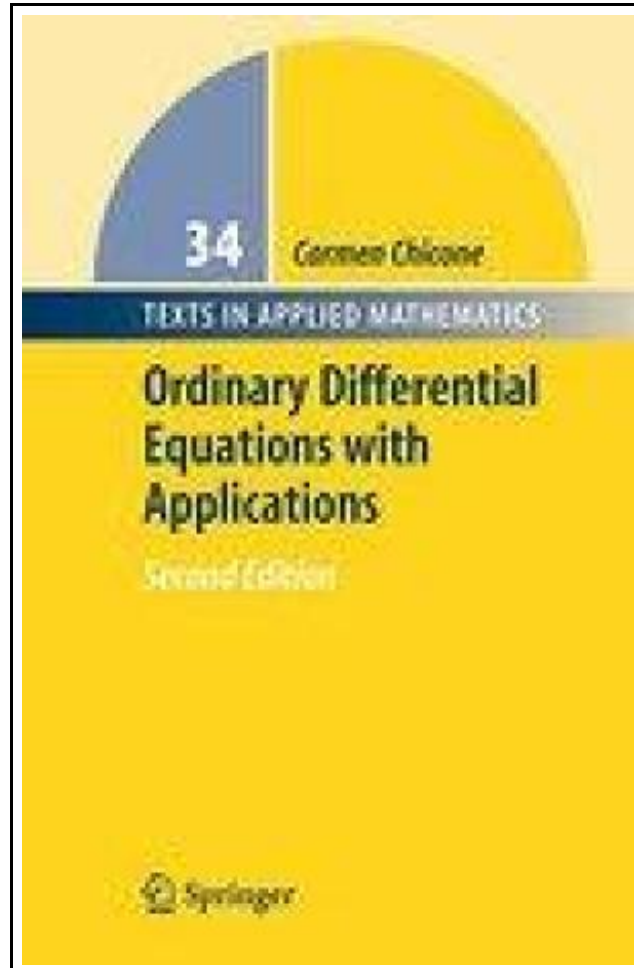 34
Carmen Chicone
TEXTS IN APPLIED MATHEMATICS
Ordinary Differential
Equations with
Applications
Second Edition
Springer